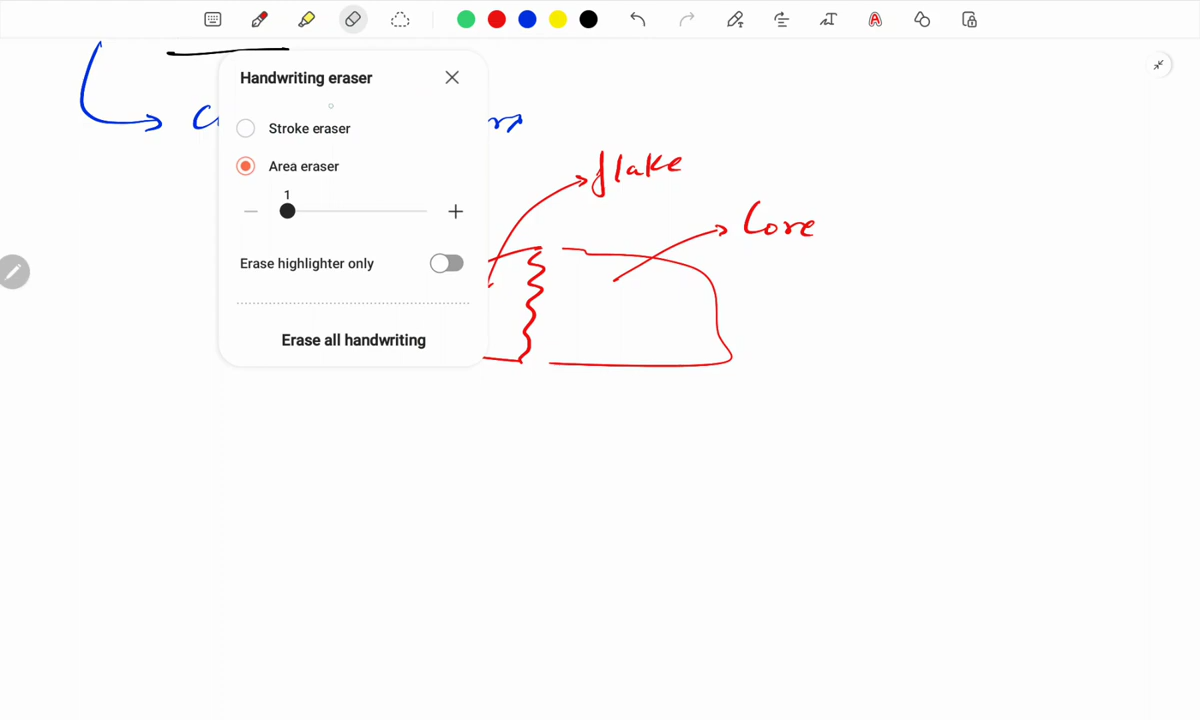 Handwriting eraser
Stroke eraser
flake
Area eraser
1
Core
Erase highlighter only
Erase all handwriting